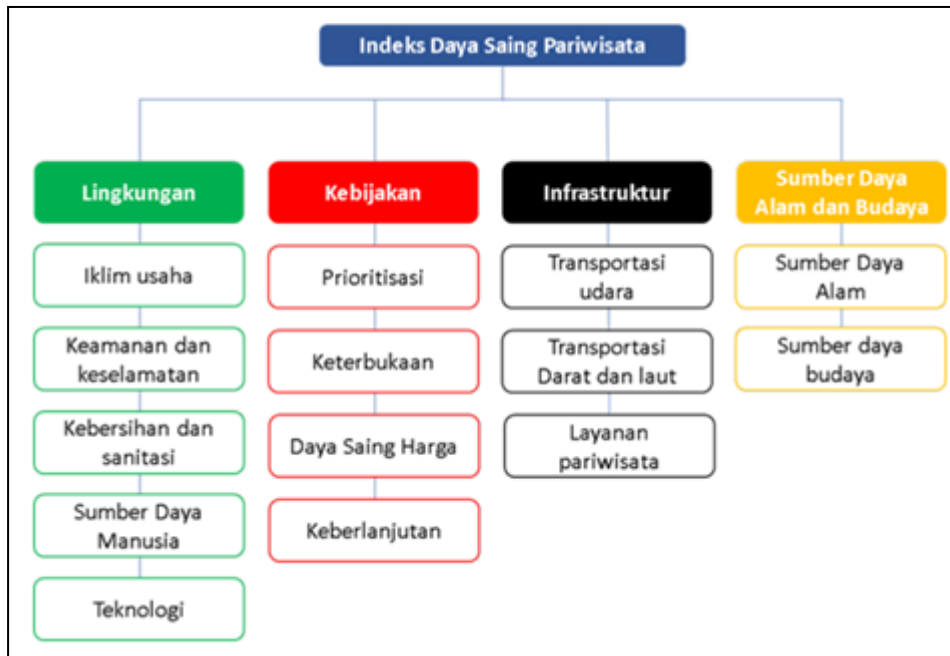 Indeks Daya Saing Pariwisata
Lingkungan
Iklim usaha
Keamanan dan
keselamatan
Kebersihan dan
sanitasi
Sumber Daya
Manusia
Teknologi
Kebijakan
Prioritisasi
Keterbukaan
Daya Saing Harga
Keberlanjutan
Infrastruktur
Transportasi
udara
Transportasi
Darat dan laut
Layanan
pariwisata
Sumber Daya
Alam dan Budaya
Sumber Daya
Alam
Sumber daya
budaya